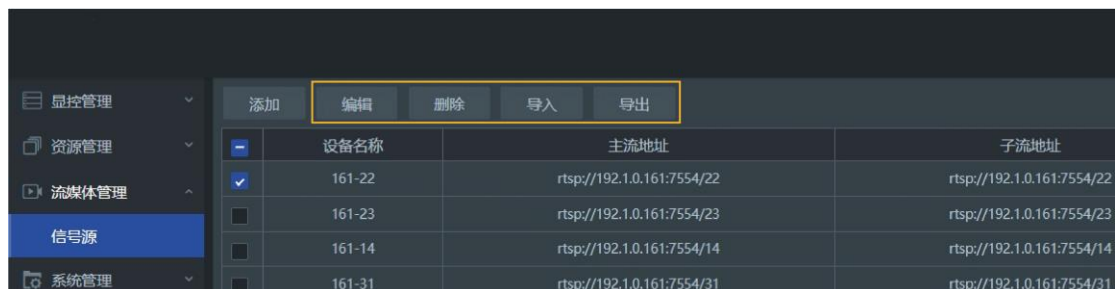 显控管理
资源管理
流媒体管理
信号源
系统管理
添加 编辑 删除 导入 导出
设备名称 主流地址 子流地址
161-22 rtsp://192.1.0.161:7554/22 rtsp://192.1.0.161:7554/22
161-23 rtsp://192.1.0.161:7554/23 rtsp://192.1.0.161:7554/23
161-14 rtsp://192.1.0.161:7554/14 rtsp://192.1.0.161:7554/14
161-31 rtsp://192.1.0.161:7554/31 rtsp://192.1.0.161:7554/31